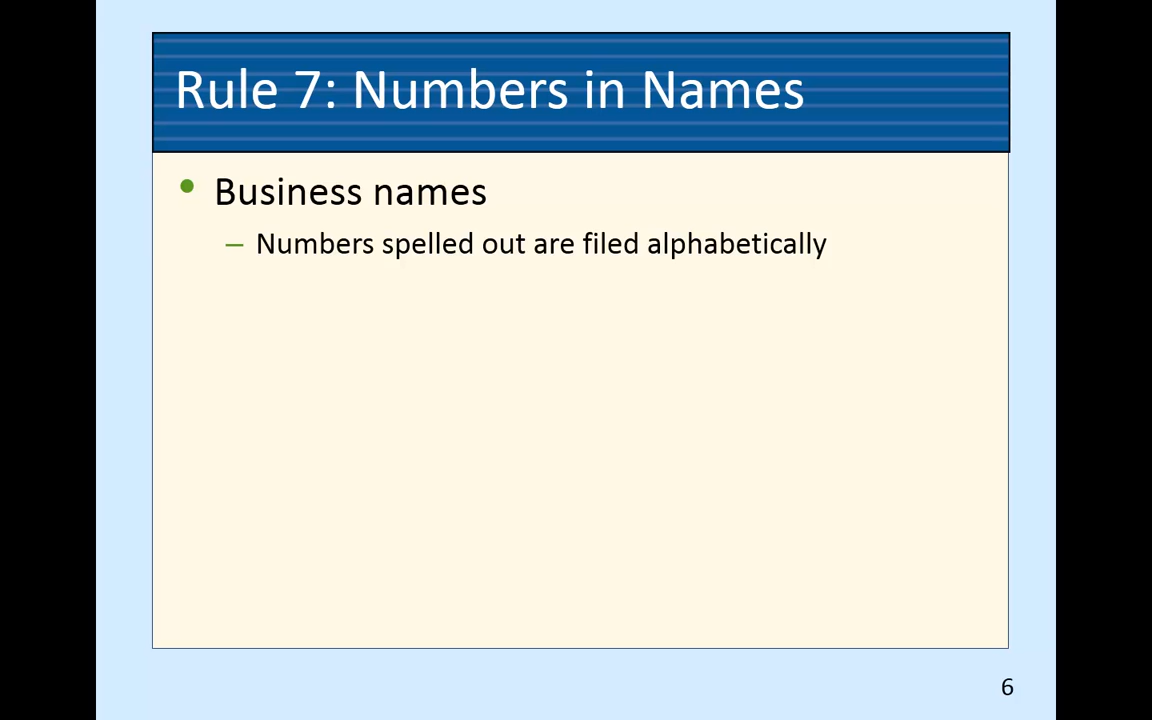 Rule 7: Numbers in Names
• Business names
– Numbers spelled out are filed alphabetically
6